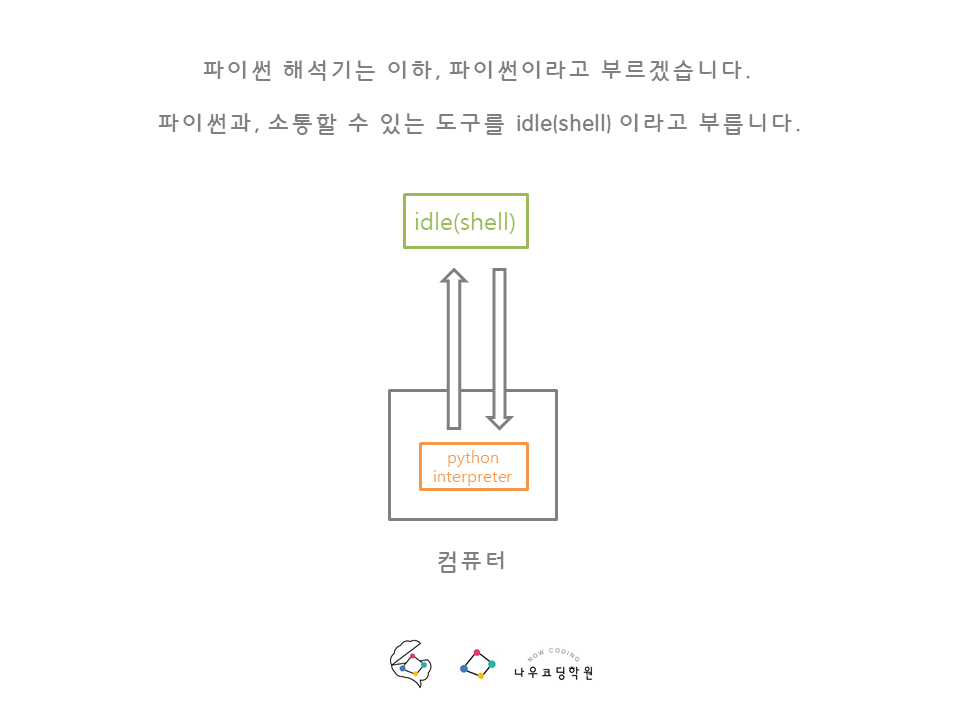 파이썬 해석기는 이하, 파이썬이라고 부르겠습니다.
파이썬과, 소통할 수 있는 도구를 idle(shell) 이라고 부릅니다.
idle(shell)
python
interpreter
컴퓨터
NOW CODING
나우코딩학원